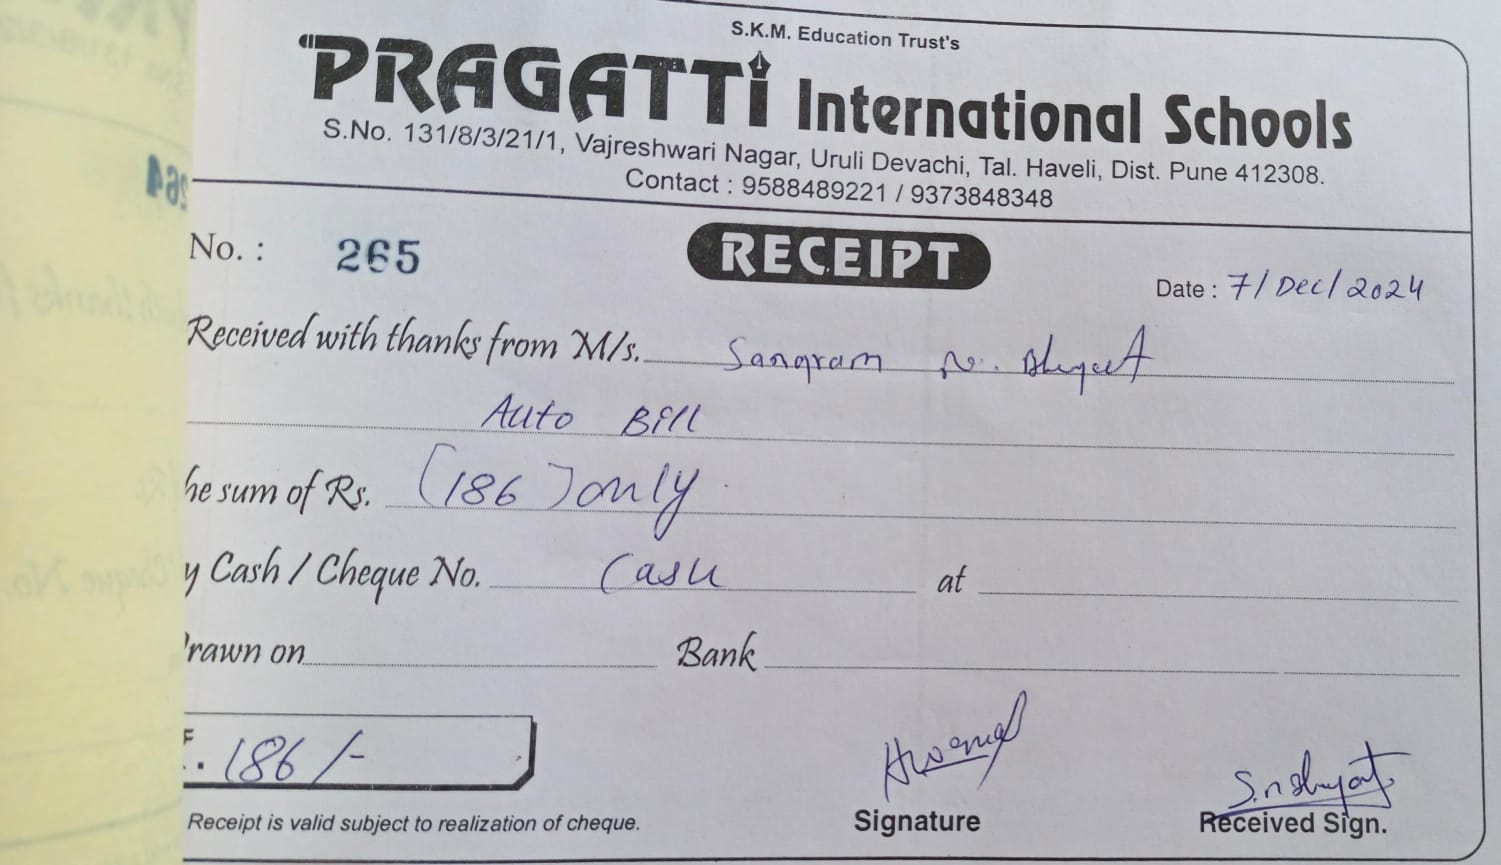 S.K.M. Education Trust's
PRAGATTi International Schools
S.No. 131/8/3/21/1, Vajreshwari Nagar, Uruli Devachi, Tal. Haveli, Dist. Pune 412308.
Contact : 9588489221 / 9373848348
264
No. : 265 RECEIPT
Date : 7/Dec/2024
Received with thanks from M/s. Sangram N.
Auto Bill
he sum of Rs. (186) only
y Cash / Cheque No. Cash at
rawn on Bank
186/-
Receipt is valid subject to realization of cheque. Signature Received Sign.